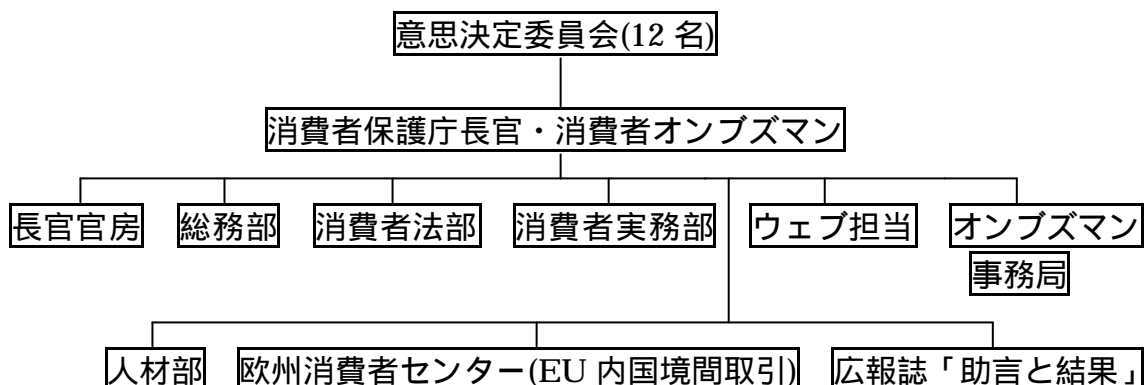 意思決定委員会(12 名)
消費者保護庁長官・消費者オンブズマン
長官官房 総務部 消費者法部 消費者実務部 ウェブ担当 オンブズマン
事務局
人材部 欧州消費者センター(EU 内国境間取引) 広報誌「助言と結果」